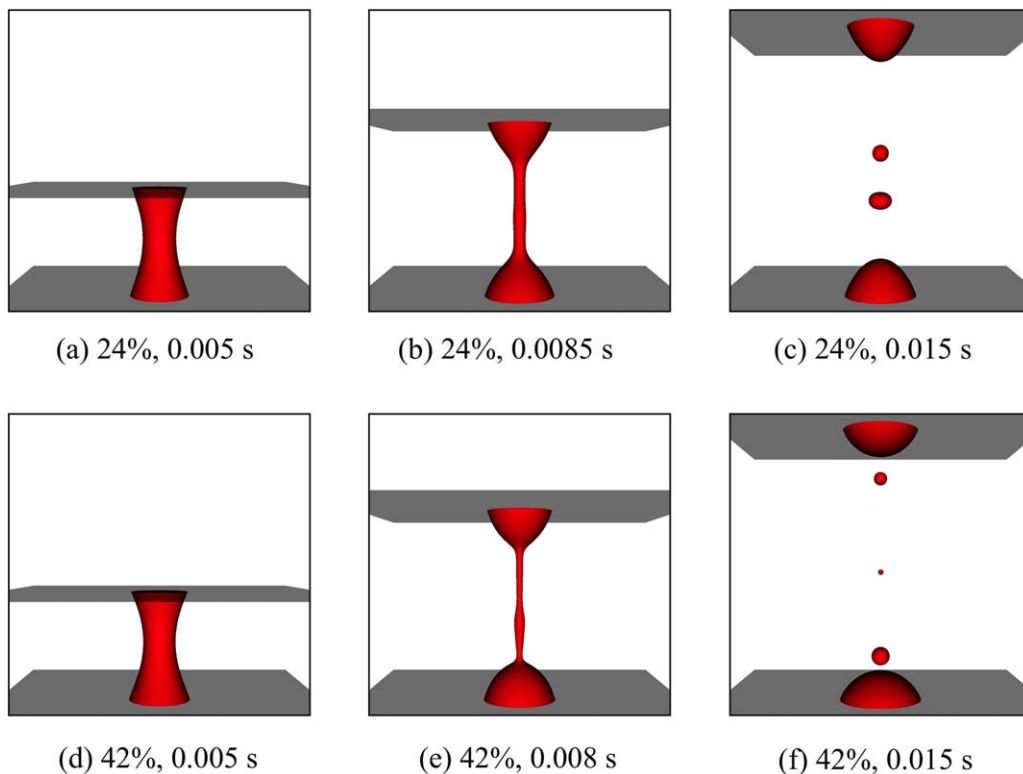 (a) 24%, 0.005 s
(b) 24%, 0.0085 s
(c) 24%, 0.015 s
(d) 42%, 0.005 s
(e) 42%, 0.008 s
(f) 42%, 0.015 s